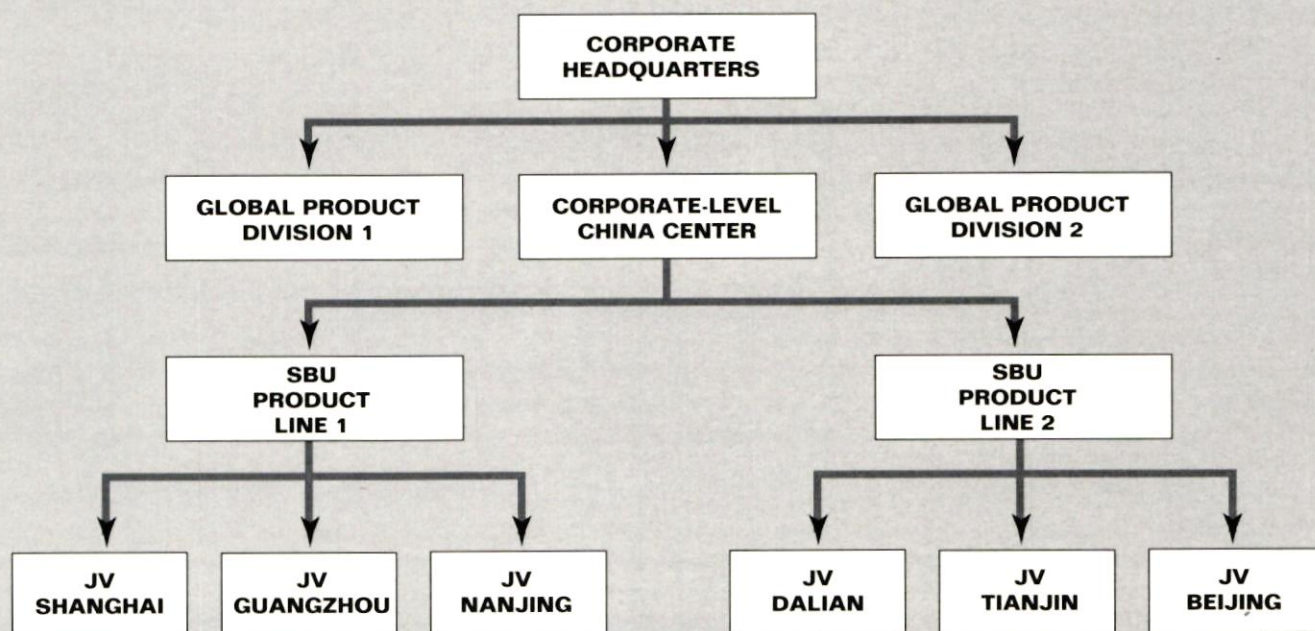 CORPORATE
HEADQUARTERS
GLOBAL PRODUCT
DIVISION 1
CORPORATE-LEVEL
CHINA CENTER
GLOBAL PRODUCT
DIVISION 2
SBU
PRODUCT
LINE 1
SBU
PRODUCT
LINE 2
JV
SHANGHAI
JV
GUANGZHOU
JV
NANJING
JV
DALIAN
JV
TIANJIN
JV
BEIJING